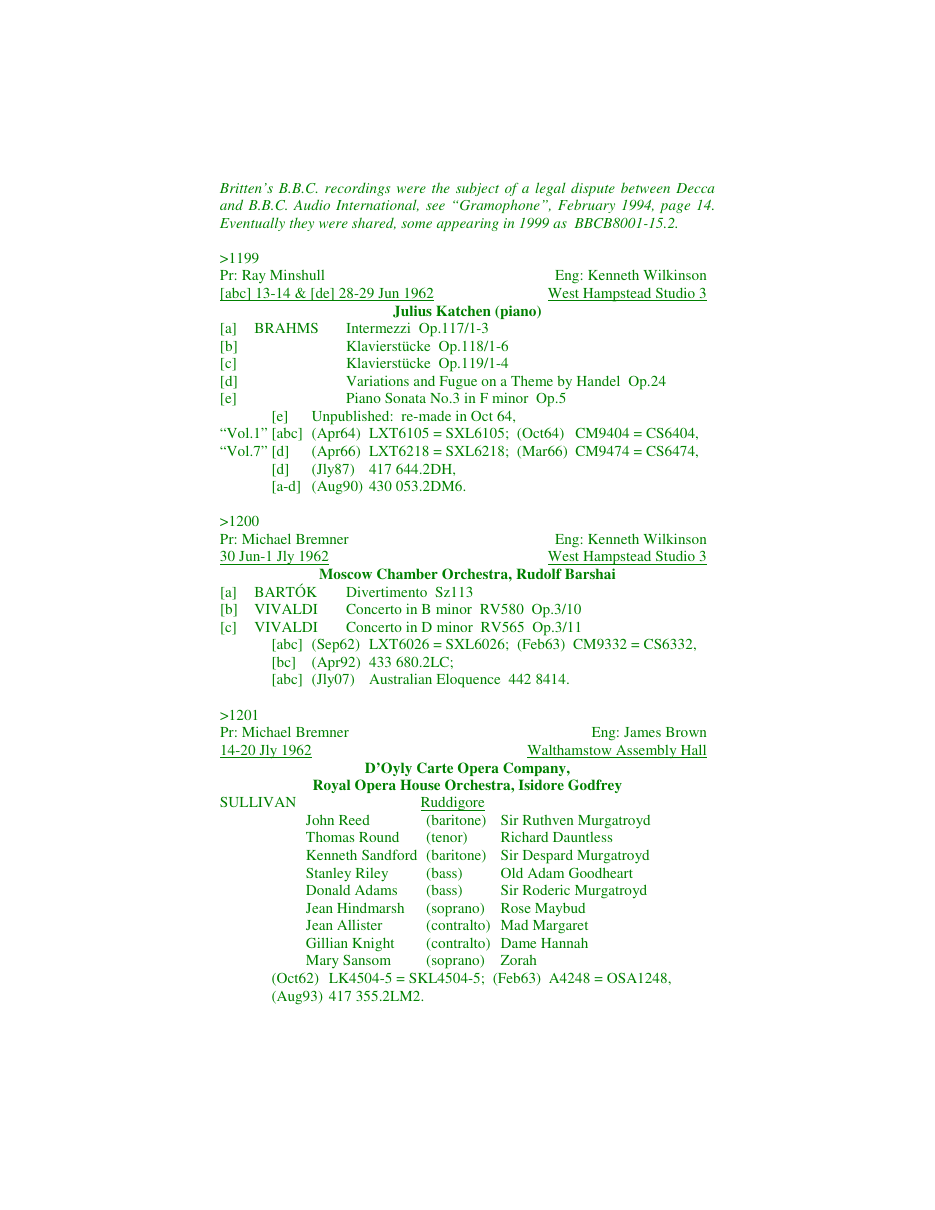 Britten's B.B.C. recordings were the subject of a legal dispute between Decca
and B.B.C. Audio International, see “Gramophone”, February 1994, page 14.
Eventually they were shared, some appearing in 1999 as BBCB8001-15.2.
>1199
Pr: Ray Minshull Eng: Kenneth Wilkinson
[abc] 13-14 & [de] 28-29 Jun 1962 West Hampstead Studio 3
Julius Katchen (piano)
[a] BRAHMS Intermezzi Op.117/1-3
[b] Klavierstücke Op.118/1-6
[c] Klavierstücke Op.119/1-4
[d] Variations and Fugue on a Theme by Handel Op.24
[e] Piano Sonata No.3 in F minor Op.5
[e] Unpublished: re-made in Oct 64,
“Vol.1” [abc] (Apr64) LXT6105 = SXL6105; (Oct64) CM9404 = CS6404,
“Vol.7” [d] (Apr66) LXT6218 = SXL6218; (Mar66) CM9474 = CS6474,
[d] (Jly87) 417 644.2DH,
[a-d] (Aug90) 430 053.2DM6.
>1200
Pr: Michael Bremner Eng: Kenneth Wilkinson
30 Jun-1 Jly 1962 West Hampstead Studio 3
Moscow Chamber Orchestra, Rudolf Barshai
[a] BARTÓK Divertimento Sz113
[b] VIVALDI Concerto in B minor RV580 Op.3/10
[c] VIVALDI Concerto in D minor RV565 Op.3/11
[abc] (Sep62) LXT6026 = SXL6026; (Feb63) CM9332 = CS6332,
[bc] (Apr92) 433 680.2LC;
[abc] (Jly07) Australian Eloquence 442 8414.
>1201
Pr: Michael Bremner Eng: James Brown
14-20 Jly 1962 Walthamstow Assembly Hall
D’Oyly Carte Opera Company,
Royal Opera House Orchestra, Isidore Godfrey
SULLIVAN Ruddigore
John Reed (baritone) Sir Ruthven Murgatroyd
Thomas Round (tenor) Richard Dauntless
Kenneth Sandford (baritone) Sir Despard Murgatroyd
Stanley Riley (bass) Old Adam Goodheart
Donald Adams (bass) Sir Roderic Murgatroyd
Jean Hindmarsh (soprano) Rose Maybud
Jean Allister (contralto) Mad Margaret
Gillian Knight (contralto) Dame Hannah
Mary Sansom (soprano) Zorah
(Oct62) LK4504-5 = SKL4504-5; (Feb63) A4248 = OSA1248,
(Aug93) 417 355.2LM2.